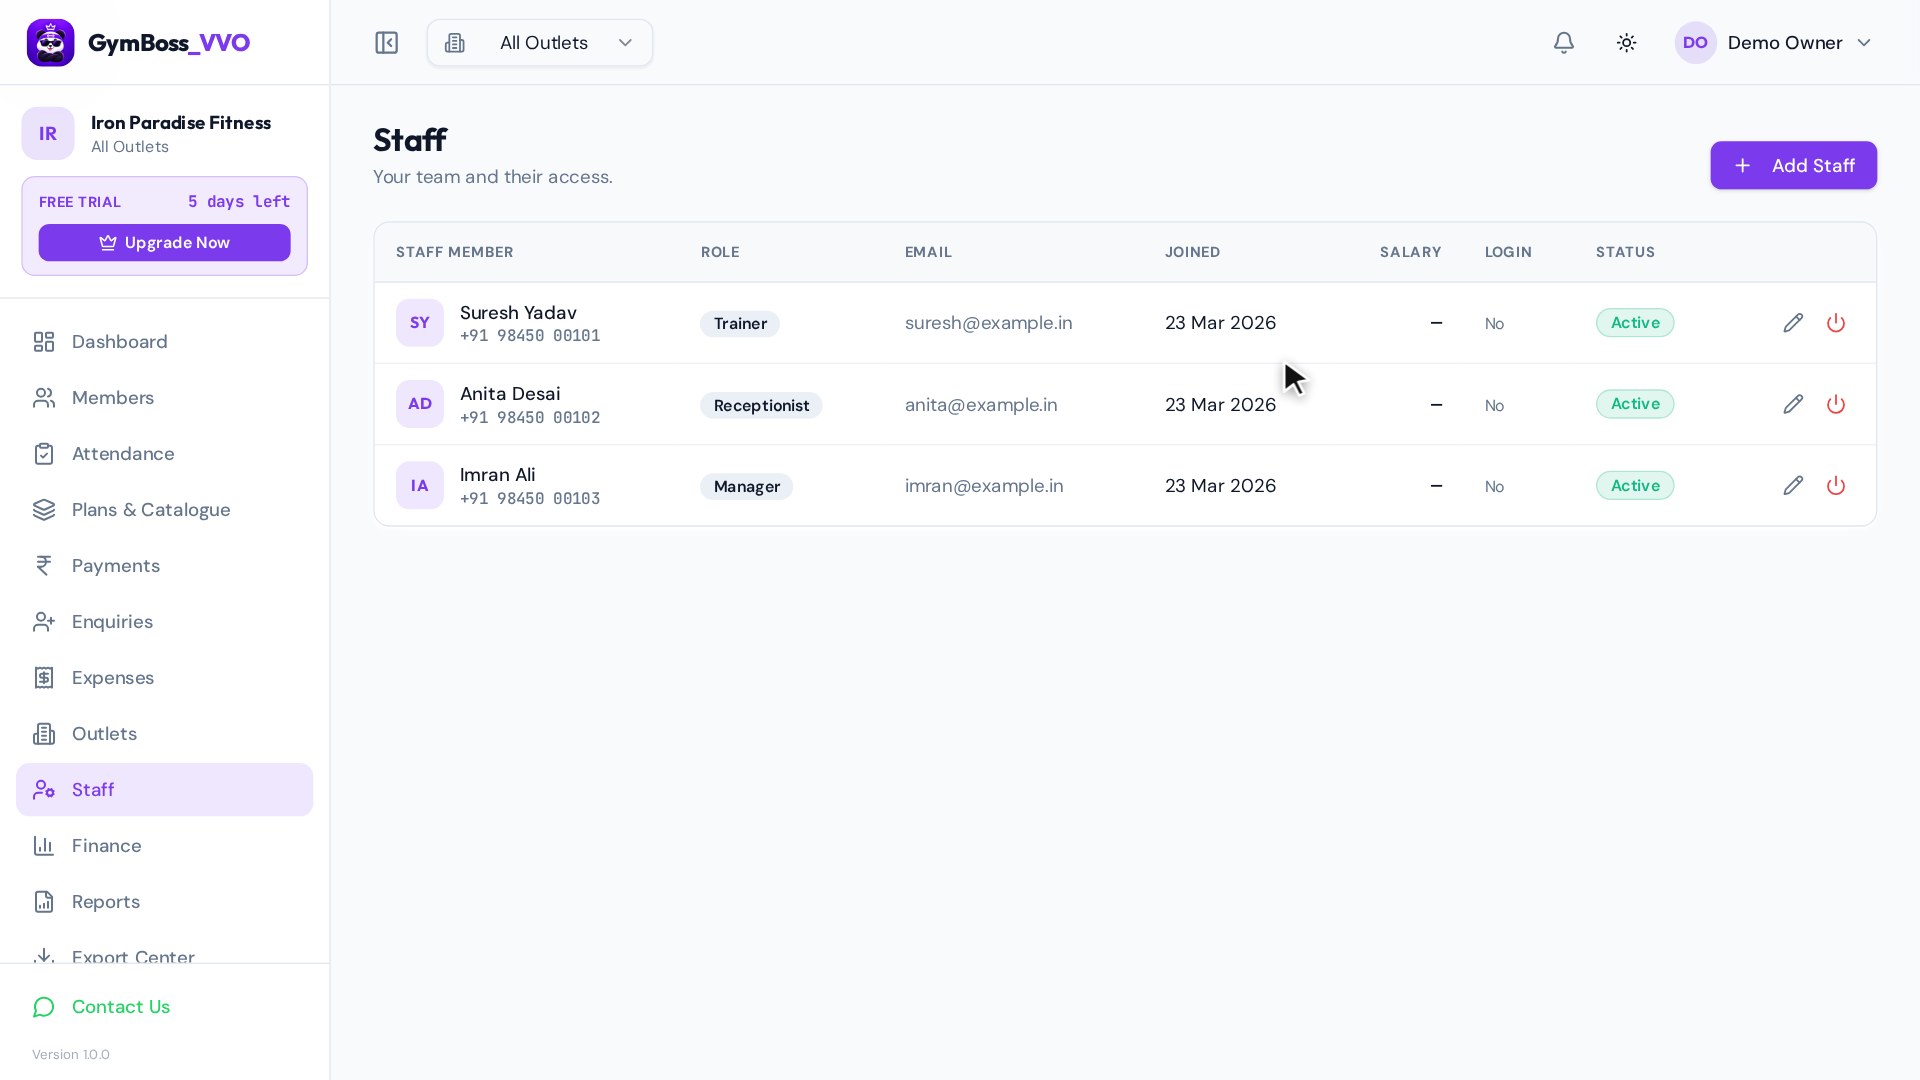 GymBoss_VVO
All Outlets
DO
Demo Owner
IR
Iron Paradise Fitness
All Outlets
FREE TRIAL
5 days left
Upgrade Now
Dashboard
Members
Attendance
Plans & Catalogue
Payments
Enquiries
Expenses
Outlets
Staff
Finance
Reports
Export Center
Contact Us
Version 1.0.0
Staff
Your team and their access.
Add Staff
STAFF MEMBER ROLE EMAIL JOINED SALARY LOGIN STATUS
SY Suresh Yadav Trainer suresh@example.in 23 Mar 2026 – No Active
+91 98450 00101
AD Anita Desai Receptionist anita@example.in 23 Mar 2026 – No Active
+91 98450 00102
IA Imran Ali Manager imran@example.in 23 Mar 2026 – No Active
+91 98450 00103